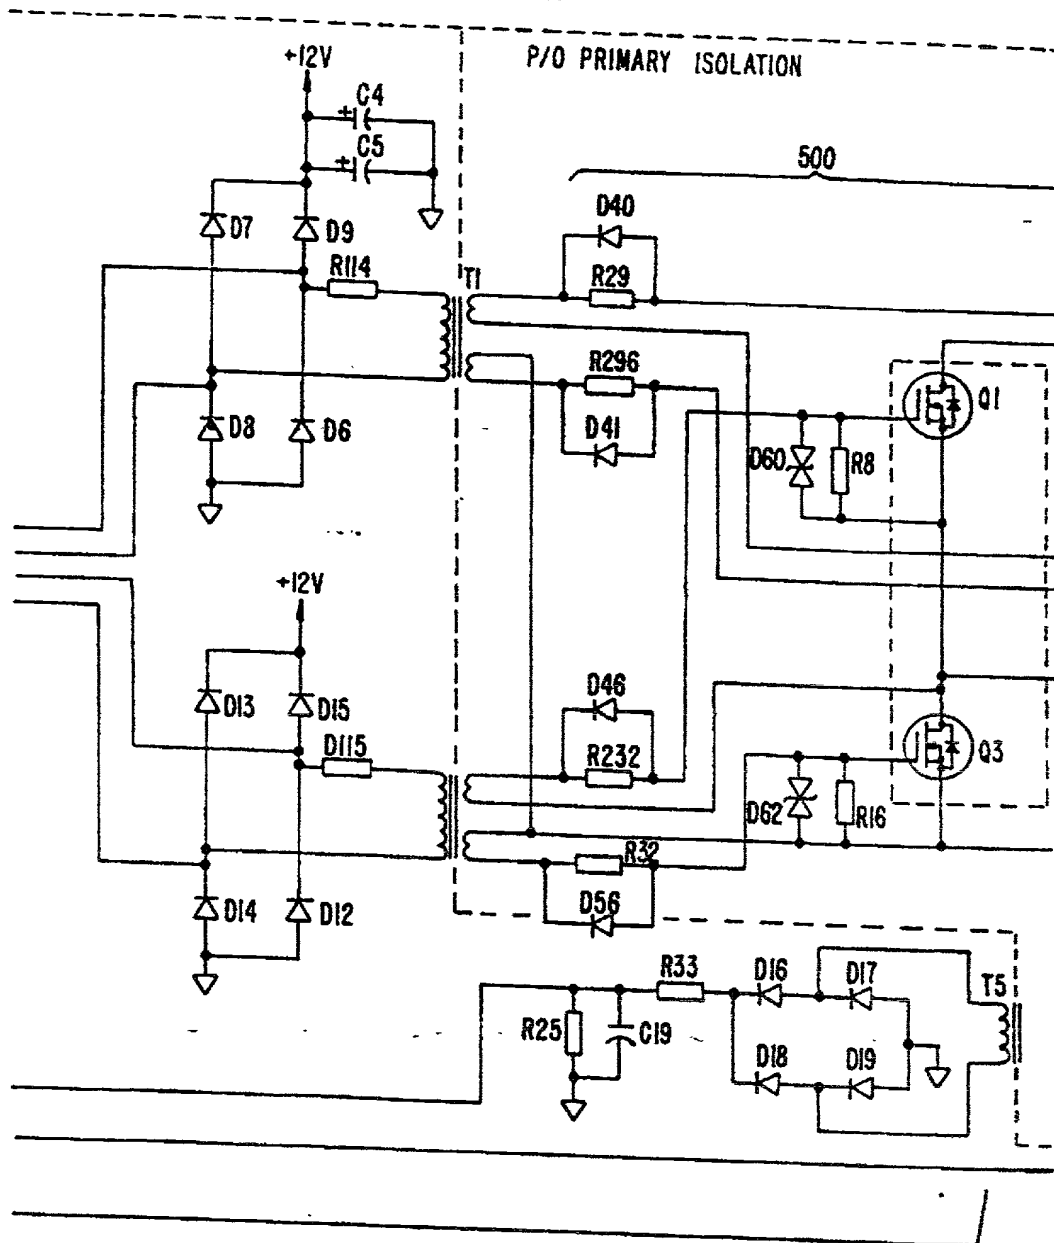 P/O PRIMARY ISOLATION
+12V
C4
C5
500
D7
D9
D40
R114
T1
R29
R296
Q1
D8
D6
D41
D60
R8
+12V
D13
D15
D46
D115
R232
Q3
D62
R16
R32
D14
D12
D56
R33
D16
D17
T5
R25
C19
D18
D19